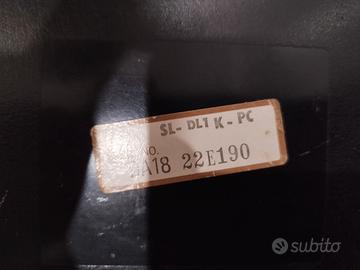 SL-DL1 K-PC
NO.
A18 22E190
subito